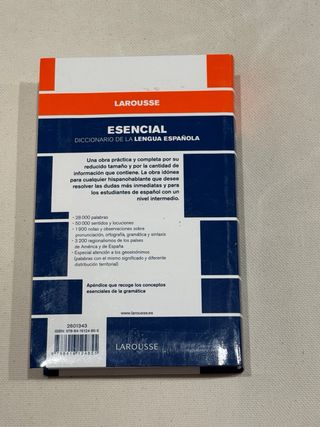 LAROUSSE
ESENCIAL
DICCIONARIO DE LA LENGUA ESPAÑOLA
Una obra práctica y completa por su
reducido tamaño y por la cantidad de
información que contiene. La obra idónea
para cualquier hispanohablante que desee
resolver las dudas más inmediatas y para
los estudiantes de español con un
nivel intermedio.
· 28 000 palabras
· 50 000 sentidos y locuciones
· 1 900 notas y observaciones sobre
pronunciación, ortografía, gramática y sintaxis
· 3 200 regionalismos de los países
de América y de España
· Especial atención a los geosinónimos
(palabras con el mismo significado y diferente
distribución territorial)
Apéndice que recoge los conceptos
esenciales de la gramática
www.larousse.es
2601243
LAROUSSE